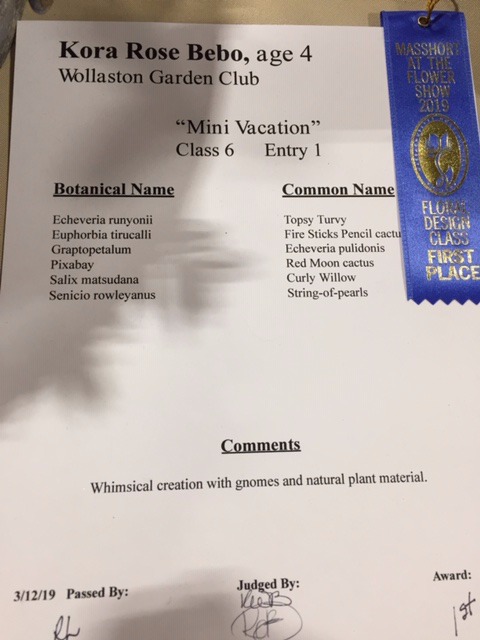 Kora Rose Bebo, age 4
Wollaston Garden Club
"Mini Vacation"
Class 6 Entry 1
Botanical Name Common Name
Echeveria runyonii Topsy Turvy
Euphorbia tirucalli Fire Sticks Pencil cactu
Graptopetalum Echeveria pulidonis
Pixabay Red Moon cactus
Salix matsudana Curly Willow
Senicio rowleyanus String-of-pearls
Comments
Whimsical creation with gnomes and natural plant material.
3/12/19 Passed By: Judged By: Award:
1st
MASSHORT
AT THE
FLOWER
SHOW
2019
FLORAL
DESIGN
CLASS
FIRST
PLACE